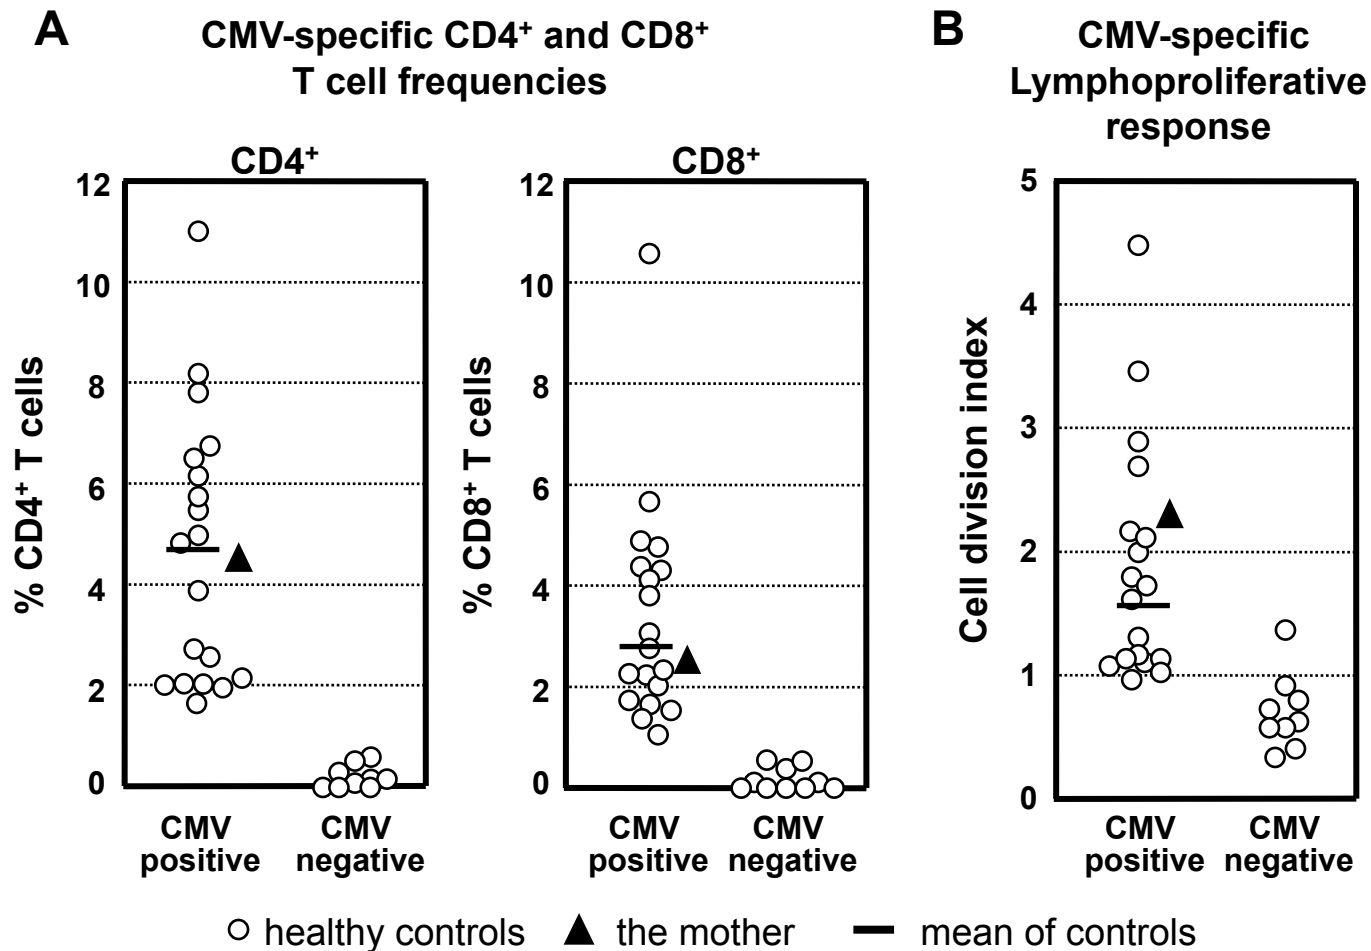 A
CMV-specific CD4⁺ and CD8⁺
T cell frequencies
CD4⁺
% CD4⁺ T cells
12
10
8
6
4
2
0
CMV
positive
CMV
negative
CD8⁺
% CD8⁺ T cells
12
10
8
6
4
2
0
CMV
positive
CMV
negative
B
CMV-specific
Lymphoproliferative
response
Cell division index
5
4
3
2
1
0
CMV
positive
CMV
negative
healthy controls
the mother
mean of controls